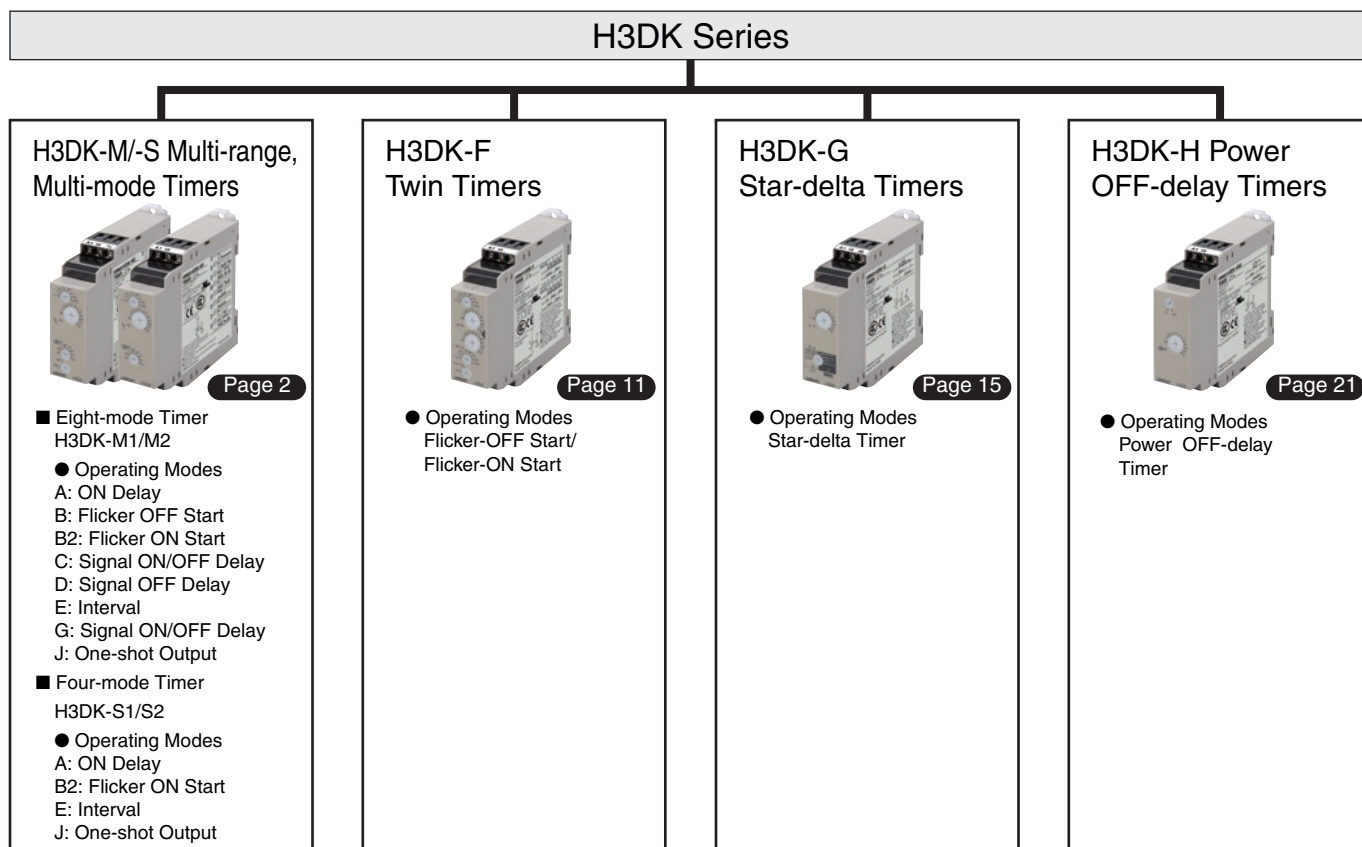 H3DK Series
H3DK-M/-S Multi-range,
Multi-mode Timers
Page 2
■ Eight-mode Timer
H3DK-M1/M2
● Operating Modes
A: ON Delay
B: Flicker OFF Start
B2: Flicker ON Start
C: Signal ON/OFF Delay
D: Signal OFF Delay
E: Interval
G: Signal ON/OFF Delay
J: One-shot Output
■ Four-mode Timer
H3DK-S1/S2
● Operating Modes
A: ON Delay
B2: Flicker ON Start
E: Interval
J: One-shot Output
H3DK-F
Twin Timers
Page 11
● Operating Modes
Flicker-OFF Start/
Flicker-ON Start
H3DK-G
Star-delta Timers
Page 15
● Operating Modes
Star-delta Timer
H3DK-H Power
OFF-delay Timers
Page 21
● Operating Modes
Power OFF-delay
Timer